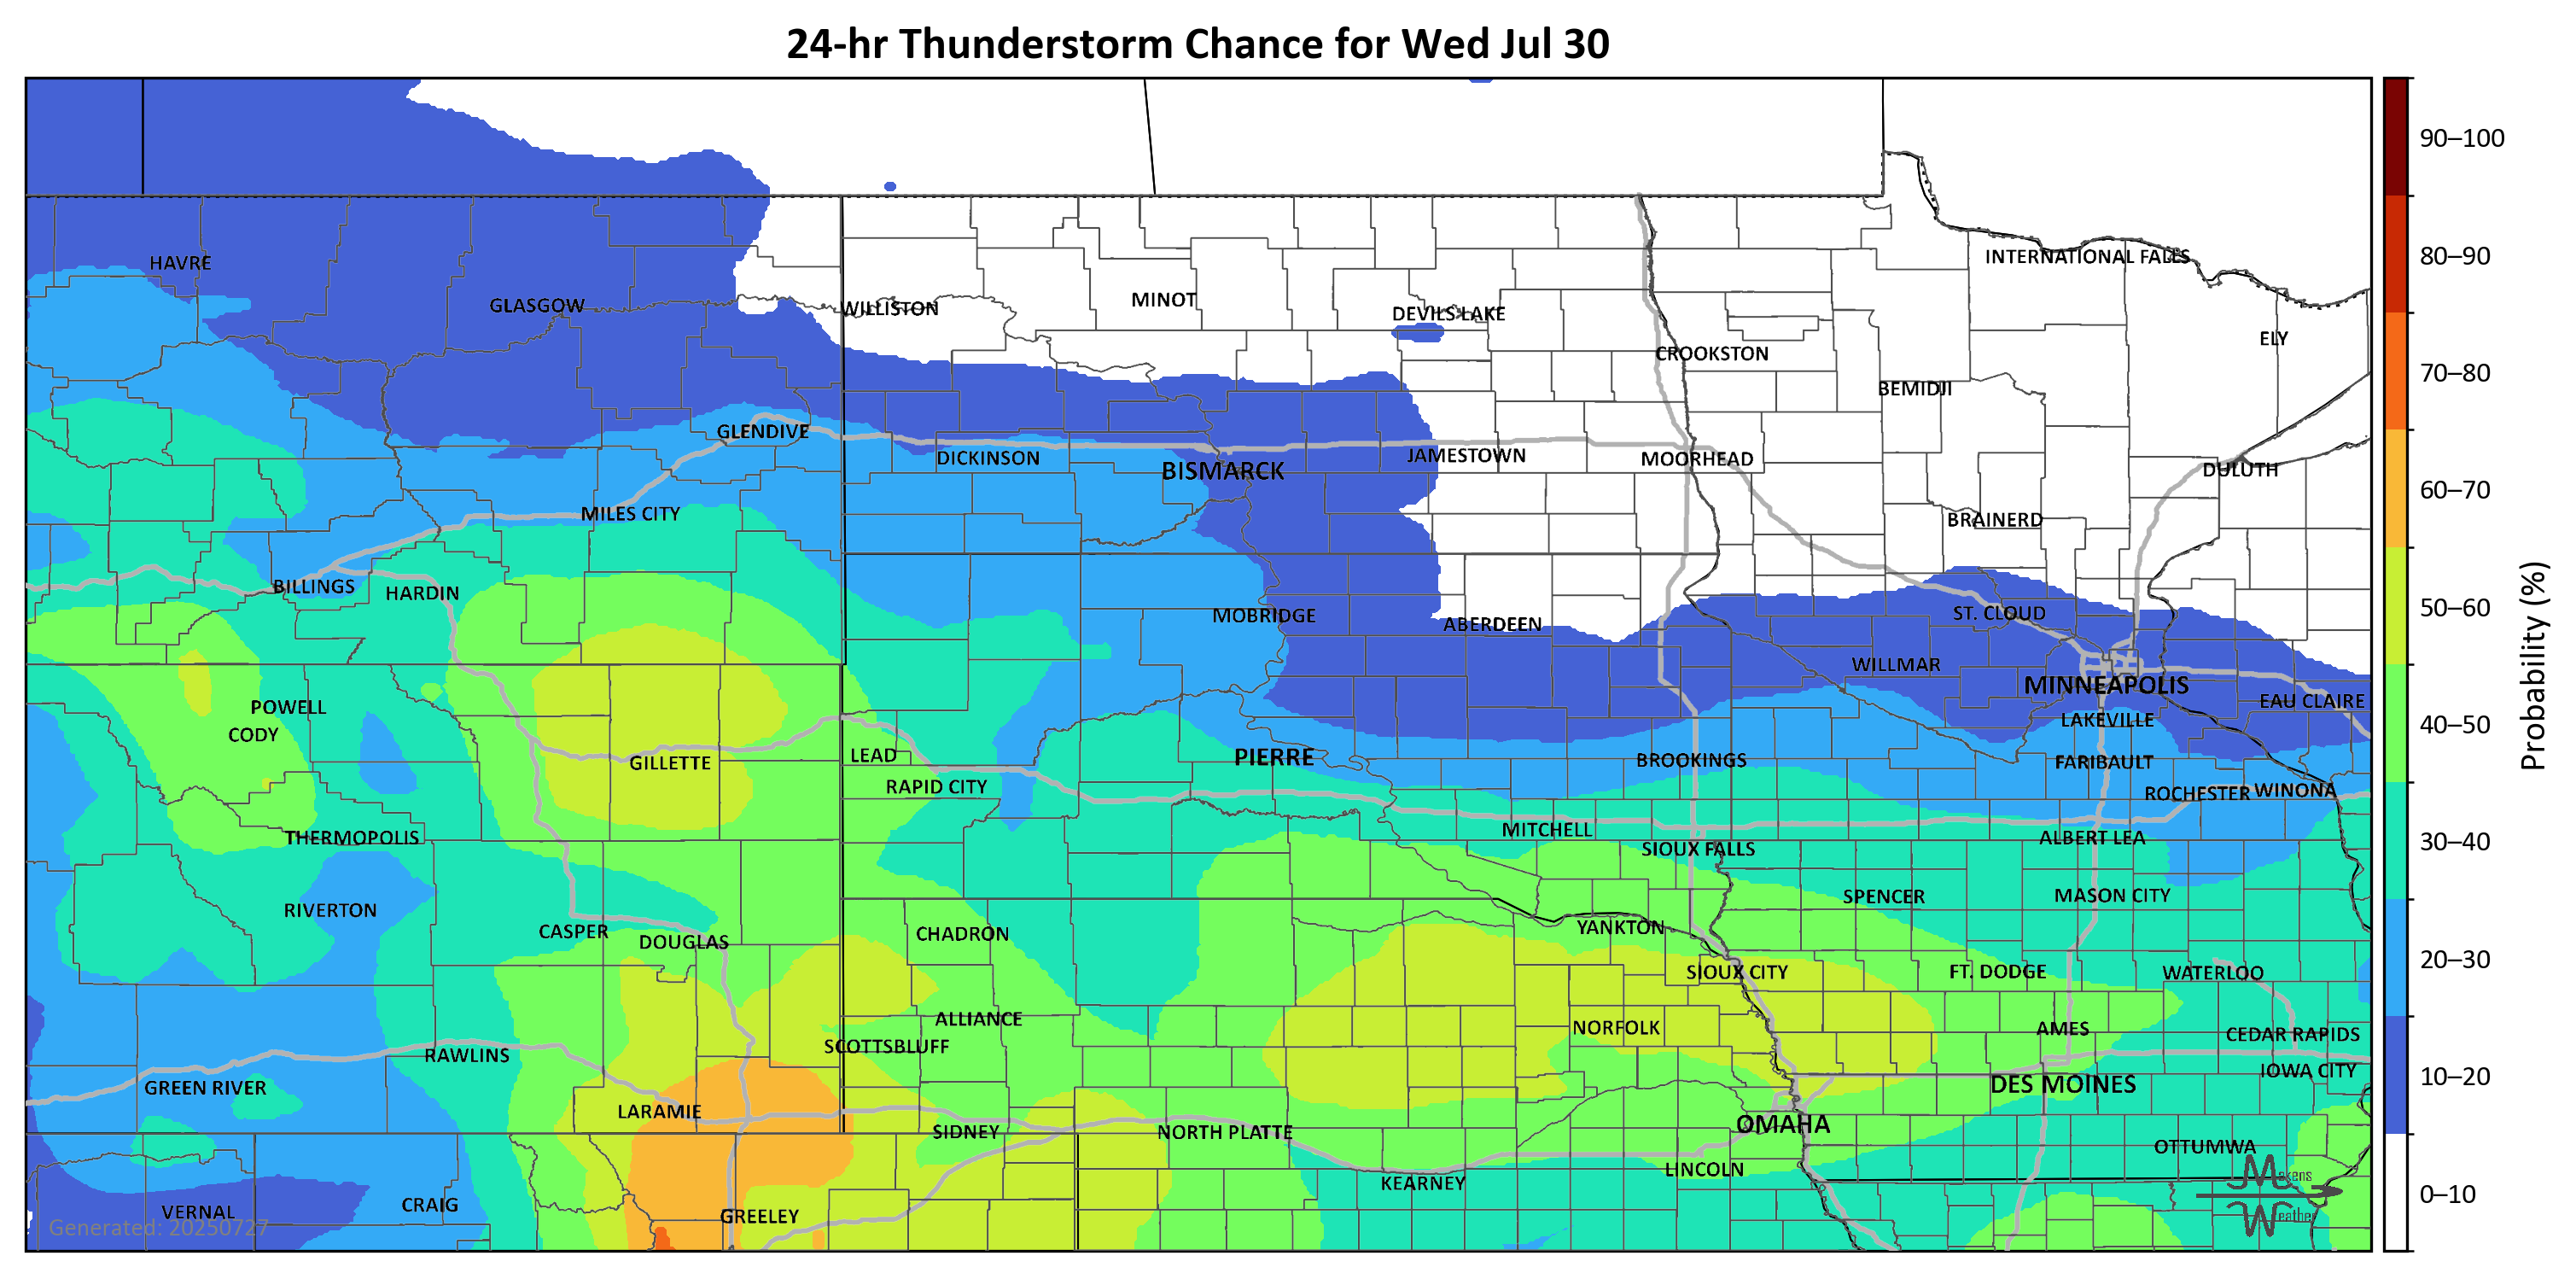 24-hr Thunderstorm Chance for Wed Jul 30
90–100
HAVRE
INTERNATIONAL FALLS
80–90
GLASGOW
WILLISTON
MINOT
DEVILS LAKE
ELY
CROOKSTON
70–80
BEMIDJI
GLENDIVE
DICKINSON
BISMARCK
JAMESTOWN
MOORHEAD
DULUTH
60–70
MILES CITY
BRAINERD
BILLINGS
HARDIN
MOBRIDGE
ABERDEEN
ST. CLOUD
50–60
WILLMAR
MINNEAPOLIS
POWELL
EAU CLAIRE
CODY
LAKEVILLE
40–50
GILLETTE
LEAD
PIERRE
BROOKINGS
FARIBAULT
Probability (%)
RAPID CITY
ROCHESTER
WINONA
THERMOPOLIS
MITCHELL
SIOUX FALLS
ALBERT LEA
30–40
RIVERTON
SPENCER
MASON CITY
CASPER
DOUGLAS
CHADRON
YANKTON
20–30
SIOUX CITY
FT. DODGE
WATERLOO
ALLIANCE
NORFOLK
AMES
CEDAR RAPIDS
RAWLINS
SCOTTSBLUFF
IOWA CITY
GREEN RIVER
DES MOINES
10–20
LARAMIE
SIDNEY
NORTH PLATTE
OMAHA
OTTUMWA
LINCOLN
KEARNEY
Makens
VERNAL
CRAIG
GREELEY
Weather
0–10
Generated: 20250727